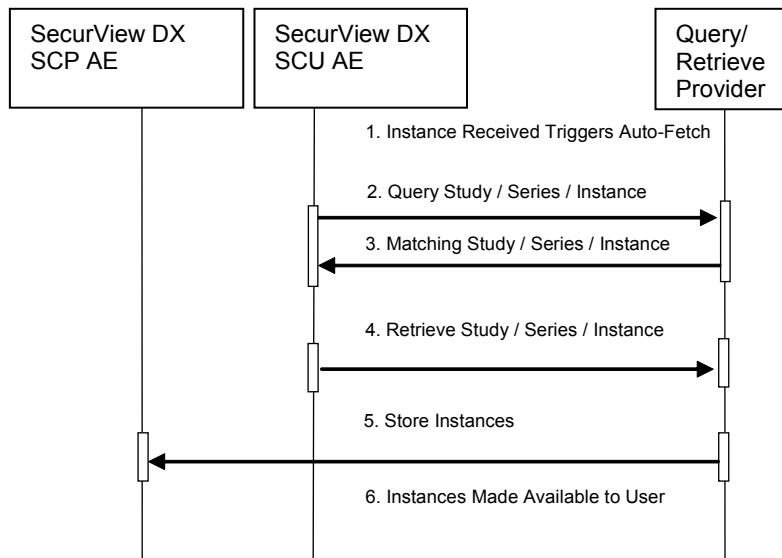 SecurView DX
SCP AE
SecurView DX
SCU AE
Query/
Retrieve
Provider
1. Instance Received Triggers Auto-Fetch
2. Query Study / Series / Instance
3. Matching Study / Series / Instance
4. Retrieve Study / Series / Instance
5. Store Instances
6. Instances Made Available to User